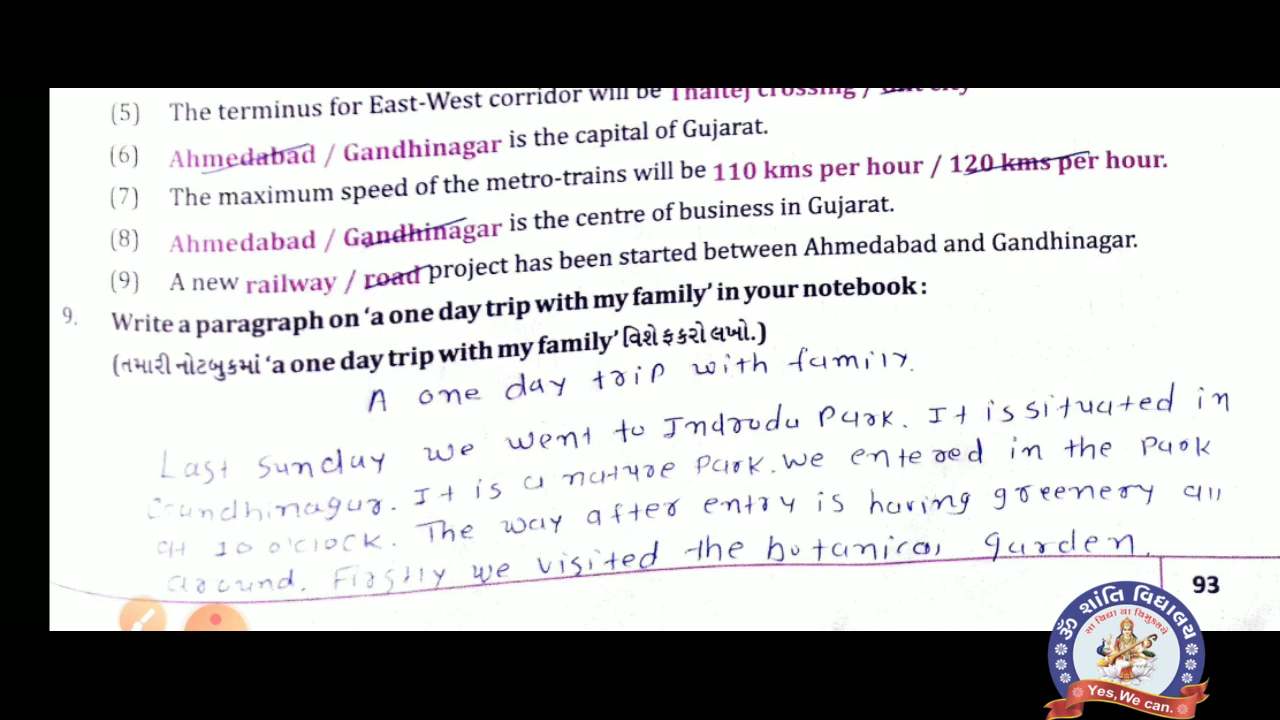 (5) The terminus for East-West corridor will be Thaltej crossing /
(6) Ahmedabad / Gandhinagar is the capital of Gujarat.
(7) The maximum speed of the metro-trains will be 110 kms per hour / 120 kms per hour.
(8) Ahmedabad / Gandhinagar is the centre of business in Gujarat.
(9) A new railway / road project has been started between Ahmedabad and Gandhinagar.
9. Write a paragraph on ‘a one day trip with my family’ in your notebook :
(તમારી નોટબુકમાં ‘a one day trip with my family’ વિશે ફકરો લખો.)
A one day trip with family.
Last sunday we went to Indrodu Park. It is situated in
Gandhinagar. It is a nature park. We entered in the park
at 10 o'clock. The way after entry is having greenery all
around. Firstly we visited the botanical garden.
93
ૐ શાંતિ વિદ્યાલય
सा विद्या या विमुक्तये
Yes, We can.